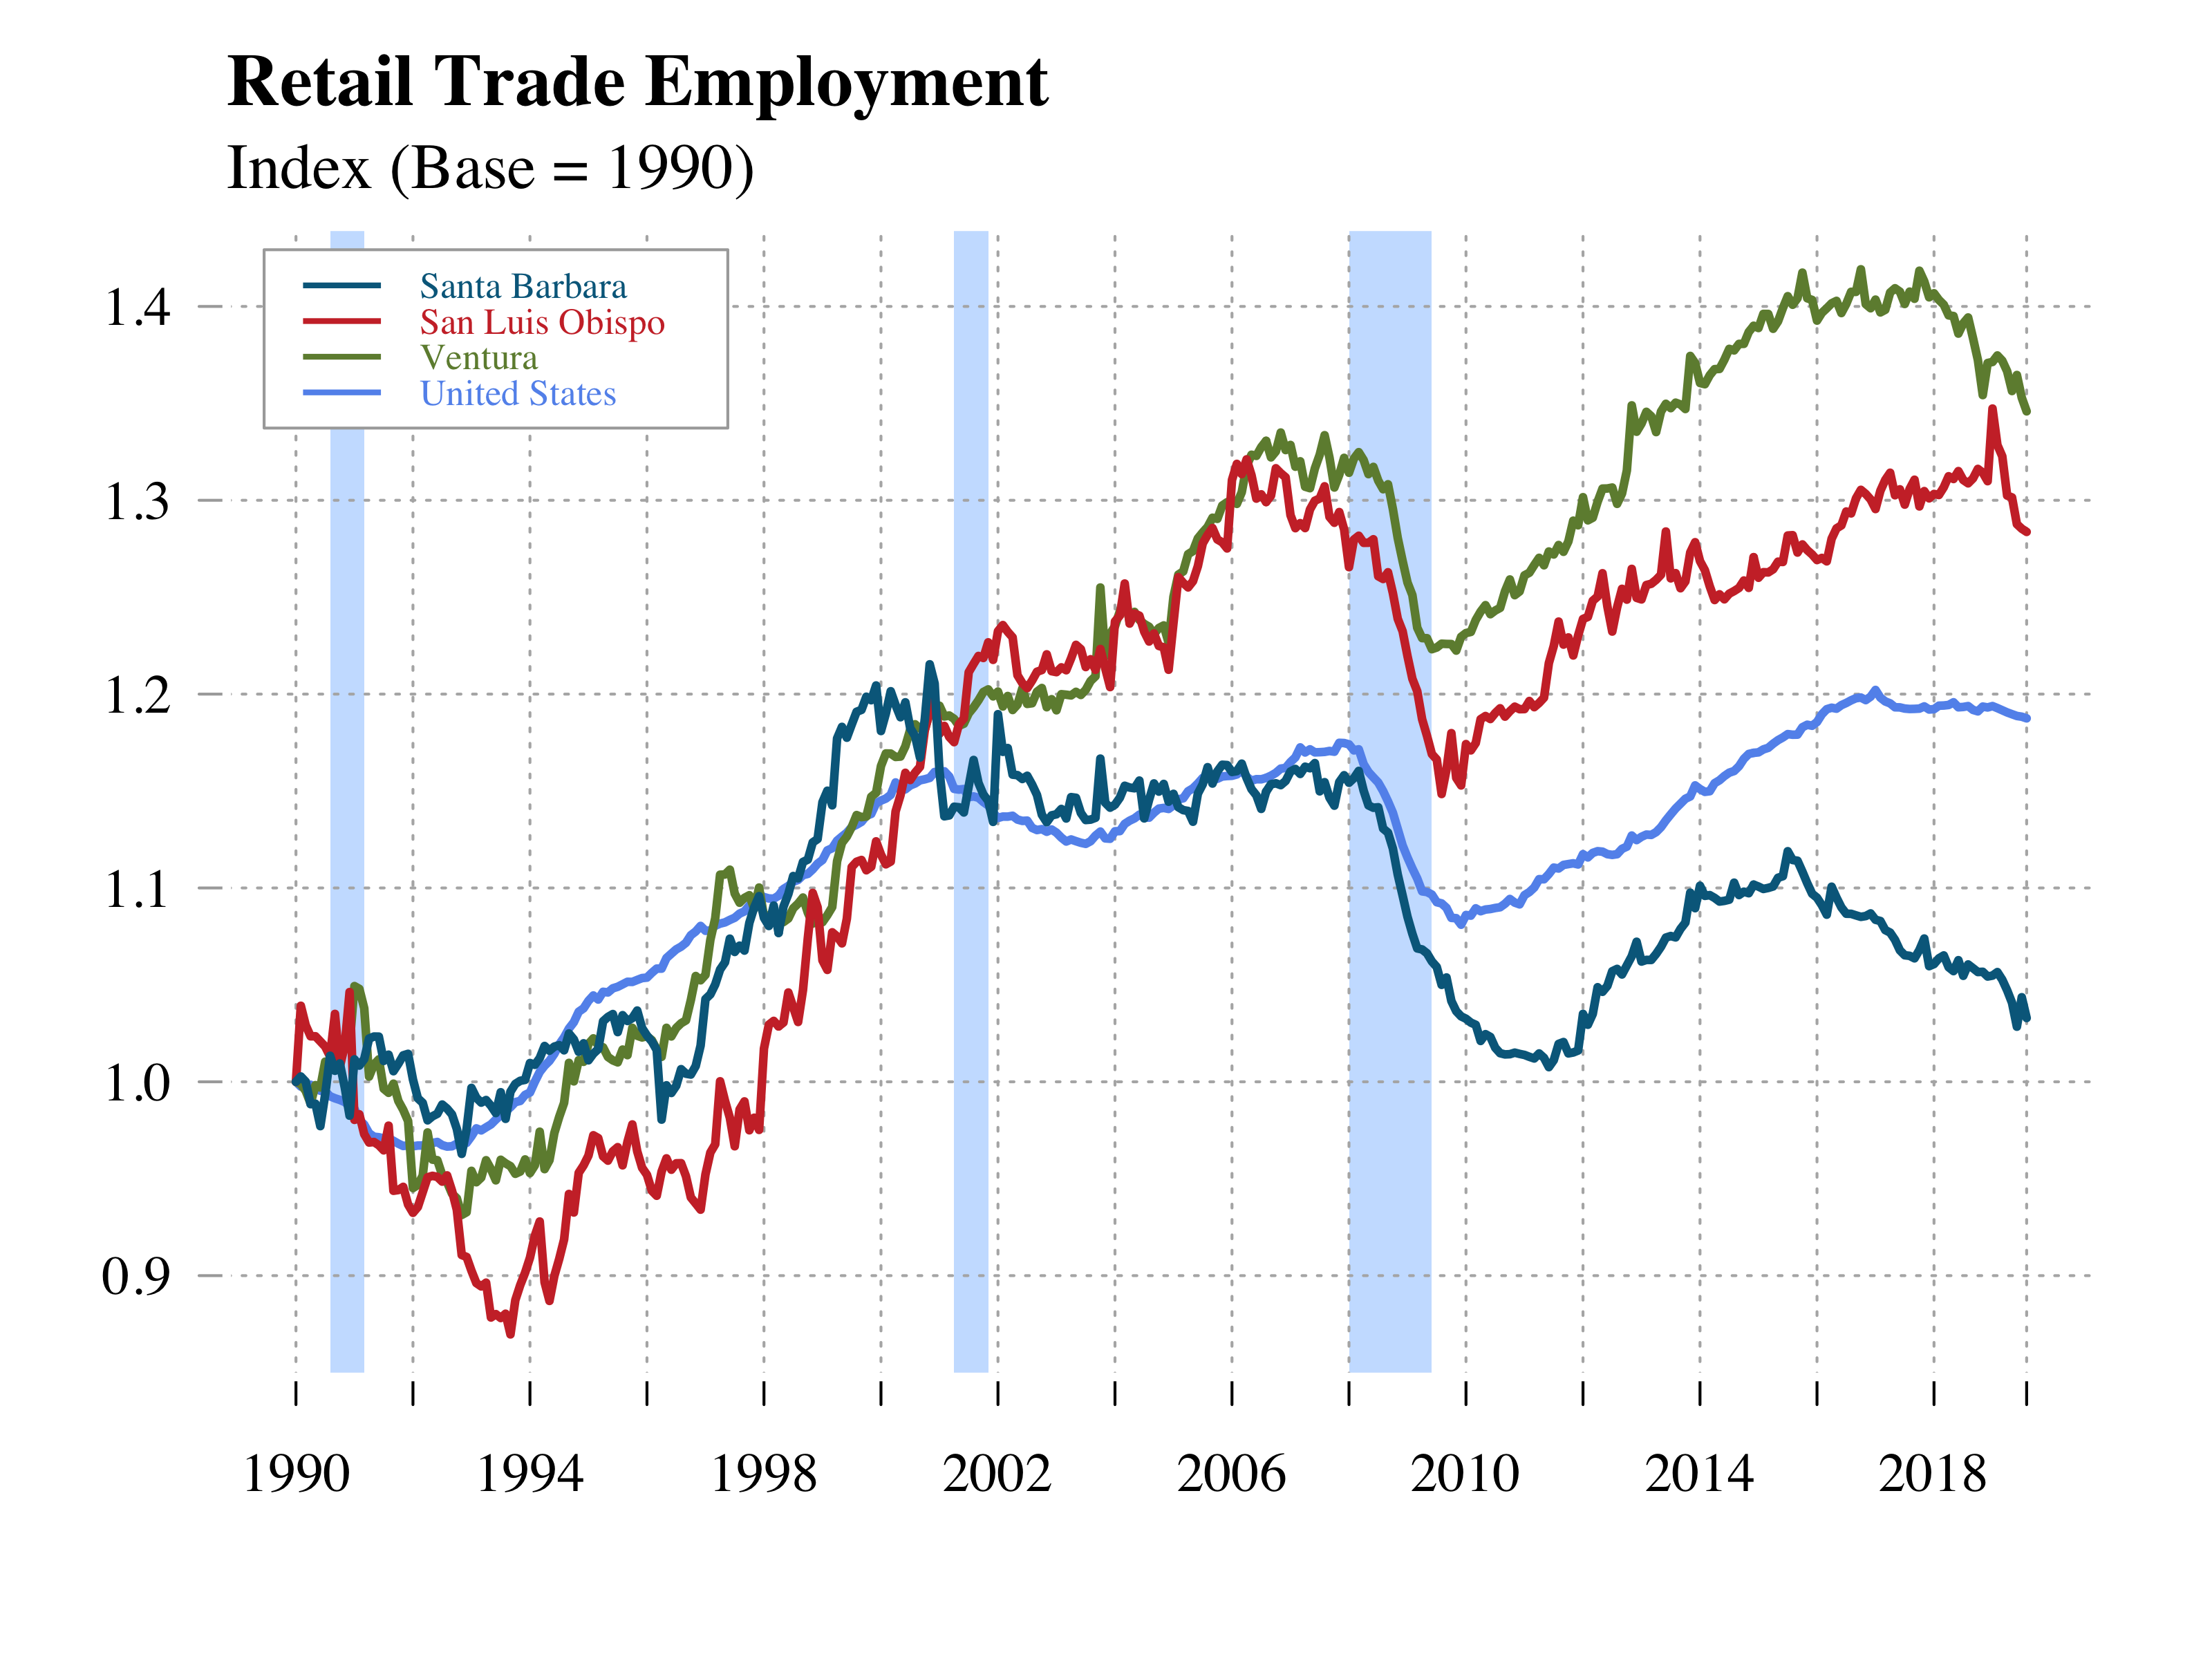 Retail Trade Employment
Index (Base = 1990)
Santa Barbara
San Luis Obispo
Ventura
United States
1.4
1.3
1.2
1.1
1.0
0.9
1990 1994 1998 2002 2006 2010 2014 2018